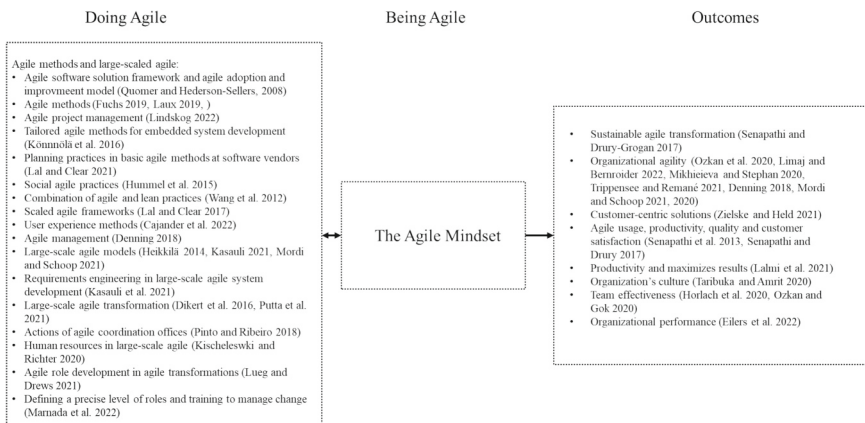 Doing Agile
Being Agile
Outcomes
Agile methods and large-scaled agile:
• Agile software solution framework and agile adoption and
improvmeent model (Quomer and Hederson-Sellers, 2008)
• Agile methods (Fuchs 2019, Laux 2019, )
• Agile project management (Lindskog 2022)
• Tailored agile methods for embedded system development
(Könnnölä et al. 2016)
• Planning practices in basic agile methods at software vendors
(Lal and Clear 2021)
• Social agile practices (Hummel et al. 2015)
• Combination of agile and lean practices (Wang et al. 2012)
• Scaled agile frameworks (Lal and Clear 2017)
• User experience methods (Cajander et al. 2022)
• Agile management (Denning 2018)
• Large-scale agile models (Heikkilä 2014, Kasauli 2021, Mordi
and Schoop 2021)
• Requirements engineering in large-scale agile system
development (Kasauli et al. 2021)
• Large-scale agile transformation (Dikert et al. 2016, Putta et al.
2021)
• Actions of agile coordination offices (Pinto and Ribeiro 2018)
• Human resources in large-scale agile (Kischeleswki and
Richter 2020)
• Agile role development in agile transformations (Lueg and
Drews 2021)
• Defining a precise level of roles and training to manage change
(Marnada et al. 2022)
The Agile Mindset
• Sustainable agile transformation (Senapathi and
Drury-Grogan 2017)
• Organizational agility (Ozkan et al. 2020, Limaj and
Bernroider 2022, Mikhieieva and Stephan 2020,
Trippensee and Remané 2021, Denning 2018, Mordi
and Schoop 2021, 2020)
• Customer-centric solutions (Zielske and Held 2021)
• Agile usage, productivity, quality and customer
satisfaction (Senapathi et al. 2013, Senapathi and
Drury 2017)
• Productivity and maximizes results (Lalmi et al. 2021)
• Organization's culture (Taribuka and Amrit 2020)
• Team effectiveness (Horlach et al. 2020, Ozkan and
Gok 2020)
• Organizational performance (Eilers et al. 2022)